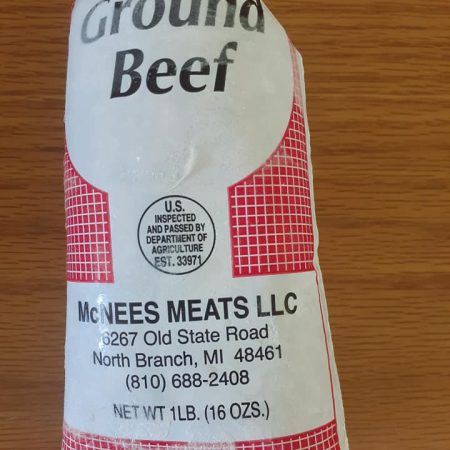 Ground
Beef
U.S.
INSPECTED
AND PASSED BY
DEPARTMENT OF
AGRICULTURE
EST. 33971
McNEES MEATS LLC
6267 Old State Road
North Branch, MI 48461
(810) 688-2408
NET WT 1LB. (16 OZS.)